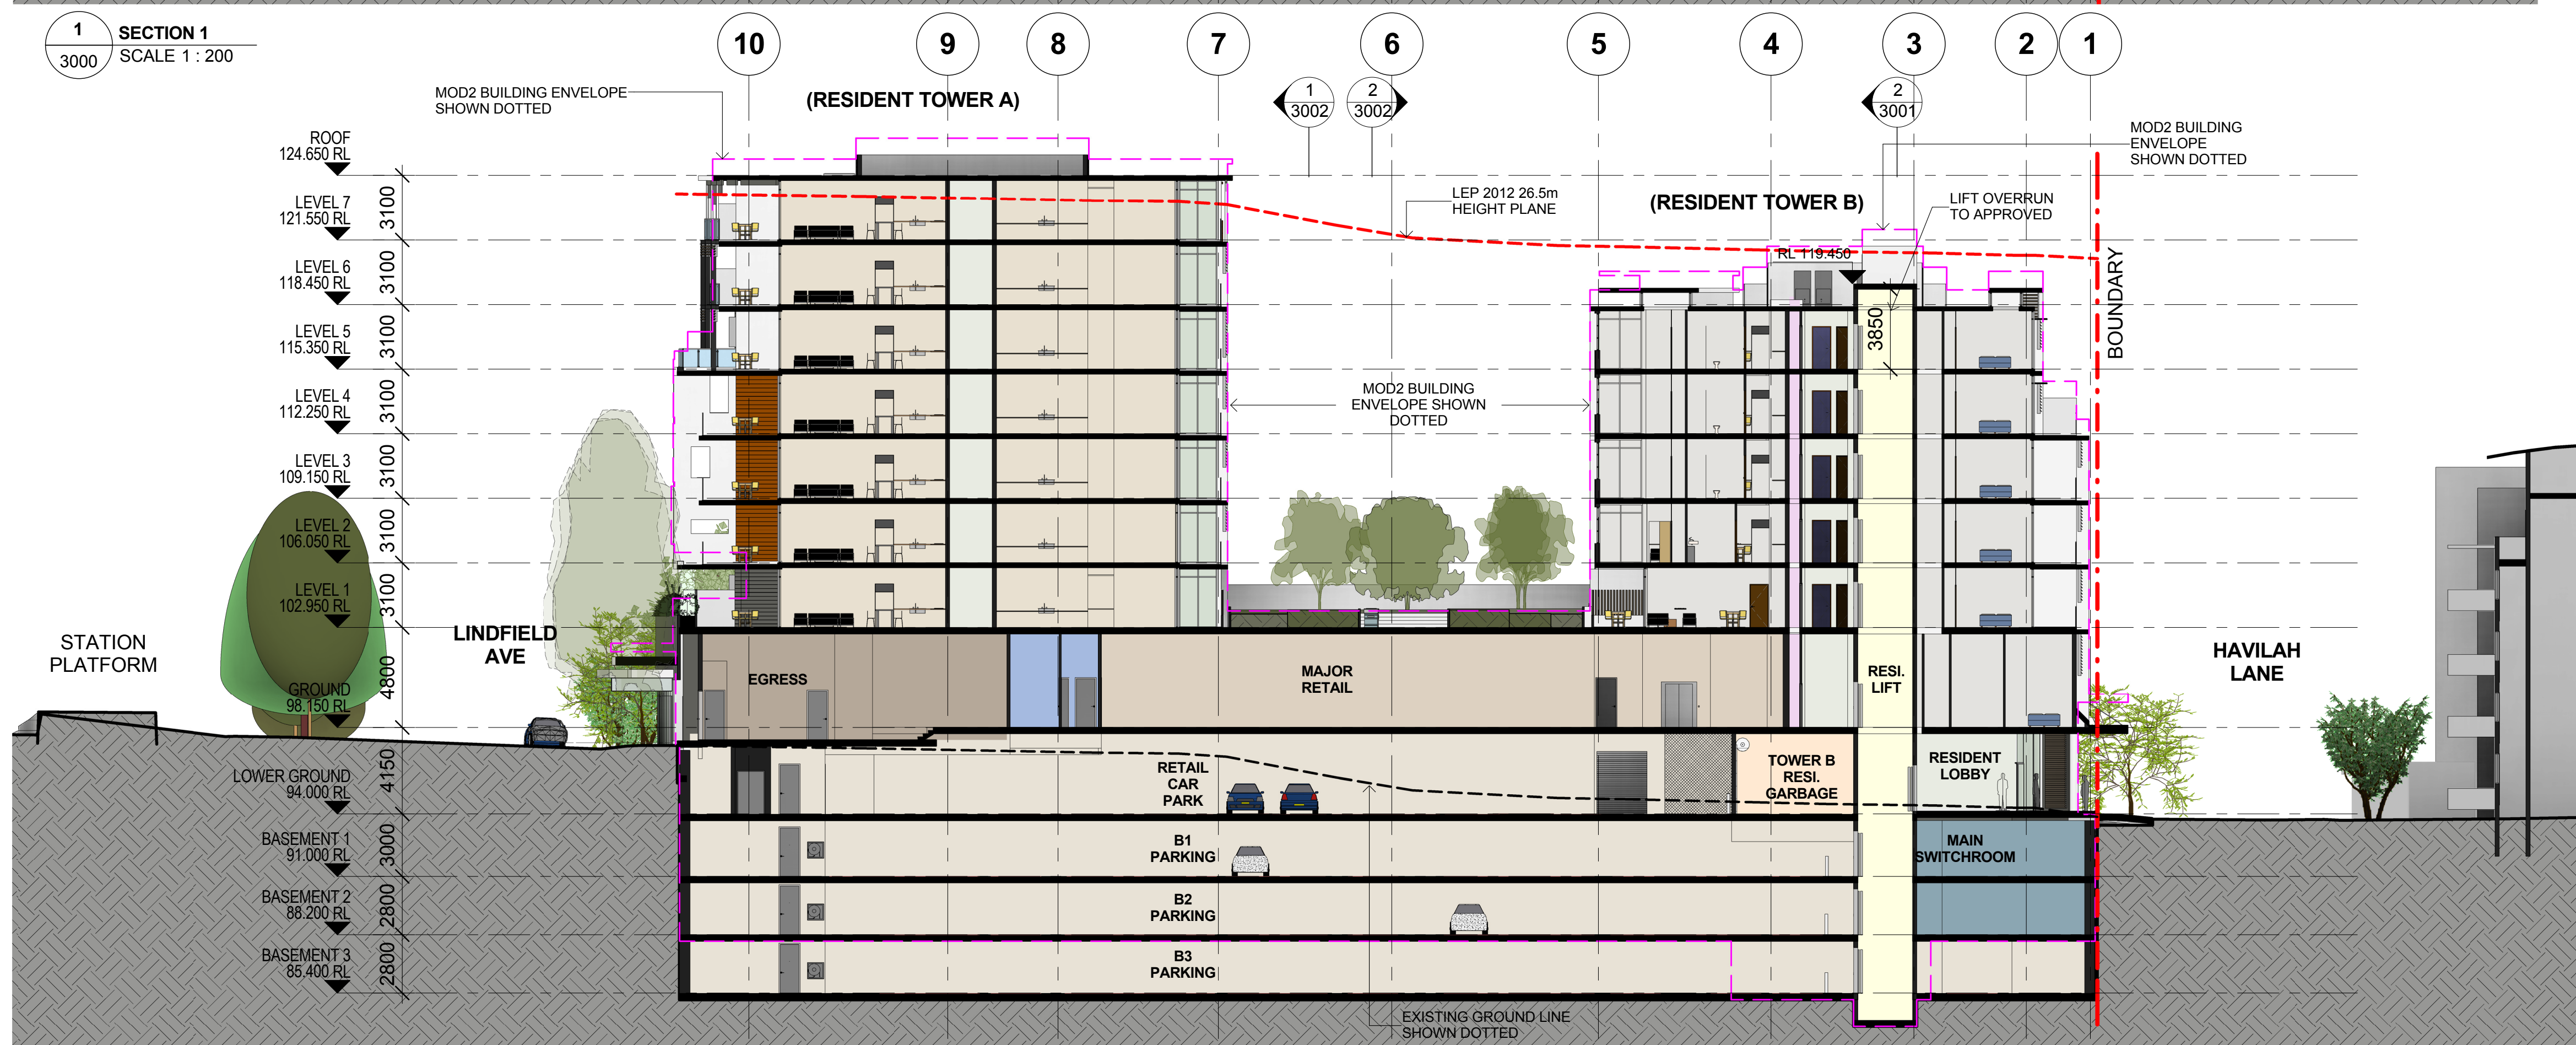 1
3000
SECTION 1
SCALE 1 : 200
10
9
8
7
6
5
4
3
2
1
1
3002
2
3002
2
3001
MOD2 BUILDING ENVELOPE
SHOWN DOTTED
(RESIDENT TOWER A)
MOD2 BUILDING
ENVELOPE
SHOWN DOTTED
LEP 2012 26.5m
HEIGHT PLANE
(RESIDENT TOWER B)
LIFT OVERRUN
TO APPROVED
RL 119.450
3850
BOUNDARY
MOD2 BUILDING
ENVELOPE SHOWN
DOTTED
ROOF
124.650 RL
3100
LEVEL 7
121.550 RL
3100
LEVEL 6
118.450 RL
3100
LEVEL 5
115.350 RL
3100
LEVEL 4
112.250 RL
3100
LEVEL 3
109.150 RL
3100
LEVEL 2
106.050 RL
3100
LEVEL 1
102.950 RL
4800
GROUND
98.150 RL
4150
LOWER GROUND
94.000 RL
3000
BASEMENT 1
91.000 RL
2800
BASEMENT 2
88.200 RL
2800
BASEMENT 3
85.400 RL
STATION
PLATFORM
LINDFIELD
AVE
EGRESS
MAJOR
RETAIL
RESI.
LIFT
HAVILAH
LANE
RETAIL
CAR
PARK
TOWER B
RESI.
GARBAGE
RESIDENT
LOBBY
B1
PARKING
MAIN
SWITCHROOM
B2
PARKING
B3
PARKING
EXISTING GROUND LINE
SHOWN DOTTED